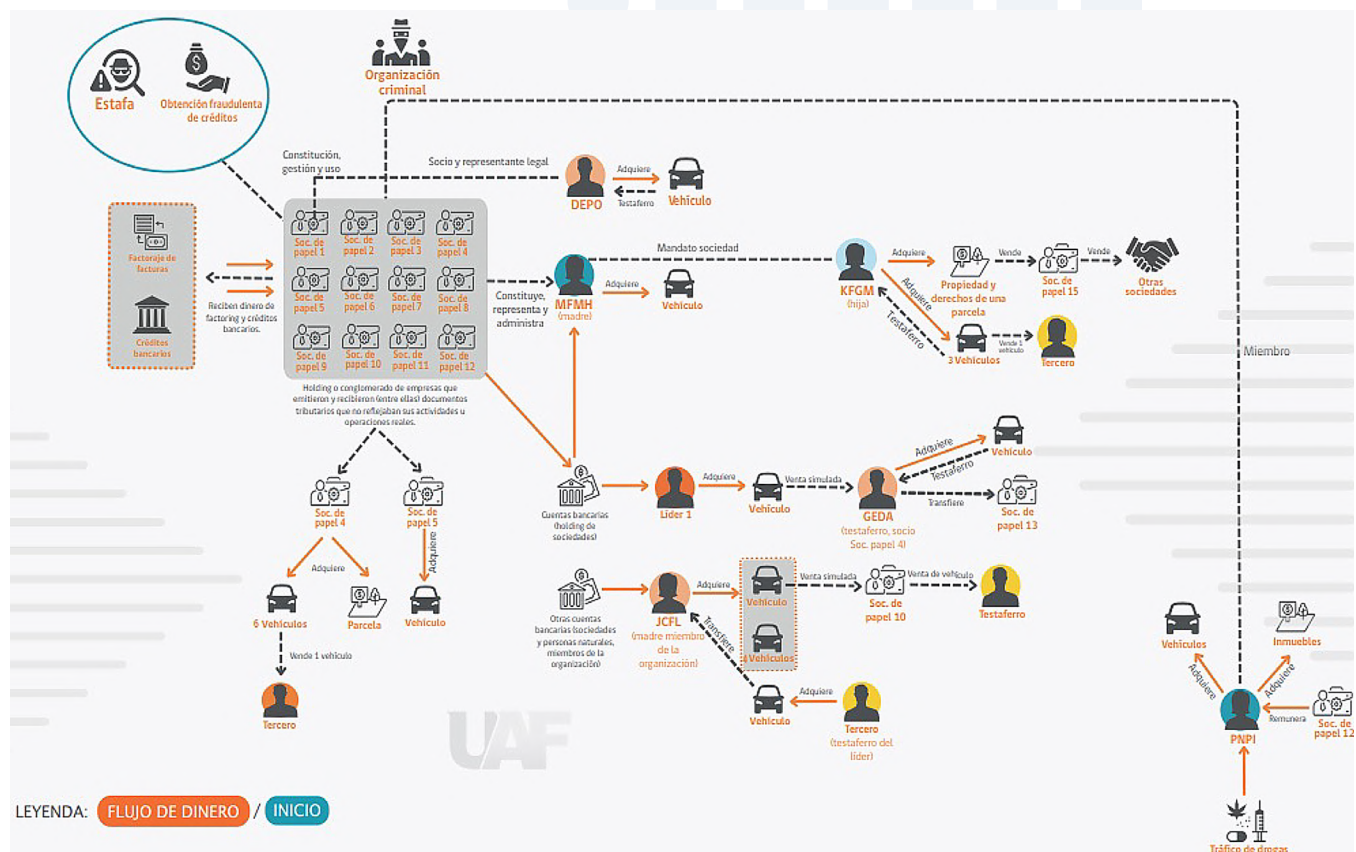 Estafa
Obtención fraudulenta
de créditos
Organización
criminal
Constitución,
gestión y uso
Socio y representante legal
DEPO
Adquiere
Testaferro
Vehículo
Factoraje de
facturas
Créditos
bancarios
Reciben dinero de
factoring y créditos
bancarios.
Soc. de
papel 1
Soc. de
papel 2
Soc. de
papel 3
Soc. de
papel 4
Soc. de
papel 5
Soc. de
papel 6
Soc. de
papel 7
Soc. de
papel 8
Soc. de
papel 9
Soc. de
papel 10
Soc. de
papel 11
Soc. de
papel 12
Holding o conglomerado de empresas que
emitieron y recibieron (entre ellas) documentos
tributarios que no reflejaban sus actividades u
operaciones reales.
Constituye,
representa y
administra
MFMH
(madre)
Adquiere
Vehículo
Mandato sociedad
KFGM
(hija)
Adquiere
Propiedad y
derechos de una
parcela
Vende
Soc. de
papel 15
Vende
Otras
sociedades
Adquiere
Testaferro
3 Vehículos
Vende 1
vehículo
Tercero
Miembro
Soc. de
papel 4
Soc. de
papel 5
Adquiere
Adquiere
6 Vehículos
Parcela
Vehículo
Vende 1 vehículo
Tercero
Cuentas bancarias
(holding de
sociedades)
Líder 1
Adquiere
Vehículo
Venta simulada
GEDA
(testaferro, socio
Soc. papel 4)
Adquiere
Testaferro
Vehículo
Transfiere
Soc. de
papel 13
Otras cuentas
bancarias (sociedades
y personas naturales,
miembros de la
organización)
JCFL
(madre miembro
de la
organización)
Adquiere
Vehículo
Vehículos
Venta simulada
Soc. de
papel 10
Venta de vehículo
Testaferro
Transfiere
Vehículo
Adquiere
Tercero
(testaferro del
líder)
Vehículos
Inmuebles
Adquiere
Adquiere
PNPI
Remunera
Soc. de
papel 12
Tráfico de drogas
UAF
LEYENDA: FLUJO DE DINERO / INICIO